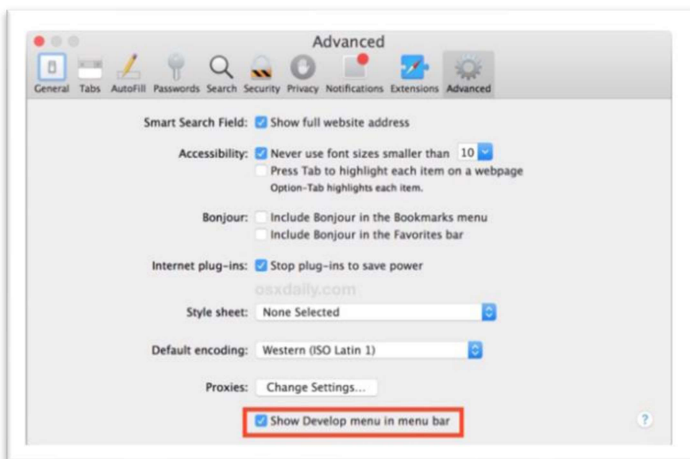 Advanced
General Tabs AutoFill Passwords Search Security Privacy Notifications Extensions Advanced
Smart Search Field: Show full website address
Accessibility: Never use font sizes smaller than 10
Press Tab to highlight each item on a webpage
Option-Tab highlights each item.
Bonjour: Include Bonjour in the Bookmarks menu
Include Bonjour in the Favorites bar
Internet plug-ins: Stop plug-ins to save power
osxdaily.com
Style sheet: None Selected
Default encoding: Western (ISO Latin 1)
Proxies: Change Settings...
Show Develop menu in menu bar ?